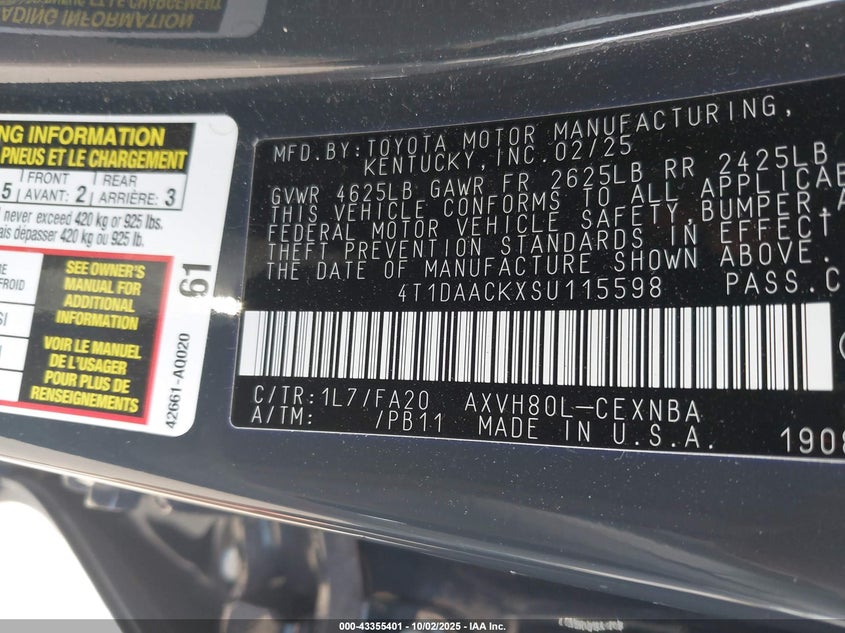 ADING INFORMATION
NG INFORMATION
PNEUS ET LE CHARGEMENT
5 FRONT AVANT: 2 REAR ARRIÈRE: 3
never exceed 420 kg or 925 lbs.
ais dépasser 420 kg ou 925 lb.
SEE OWNER'S
MANUAL FOR
ADDITIONAL
INFORMATION
VOIR LE MANUEL
DE L'USAGER
POUR PLUS DE
RENSEIGNEMENTS
FROID
61
42661-A0020
MFD.BY:TOYOTA MOTOR MANUFACTURING,
KENTUCKY,INC.02/25
GVWR 4625LB GAWR FR 2625LB RR 2425LB
THIS VEHICLE CONFORMS TO ALL APPLICAB
FEDERAL MOTOR VEHICLE SAFETY,BUMPER,A
THEFT PREVENTION STANDARDS IN EFFECT
THE DATE OF MANUFACTURE SHOWN ABOVE.
4T1DAACKXSU115598 PASS.C
C/TR:1L7/FA20 AXVH80L-CEXNBA
A/TM: /PB11 MADE IN U.S.A.
1908
000-43355401 - 10/02/2025 - IAA Inc.